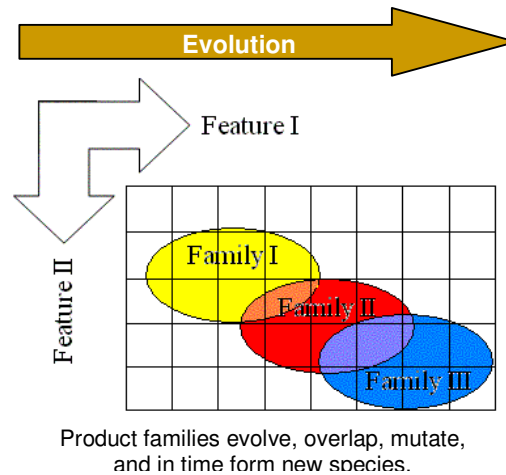 Evolution
Feature I
Feature II
Family I
Family II
Family III
Product families evolve, overlap, mutate,
and in time form new species.